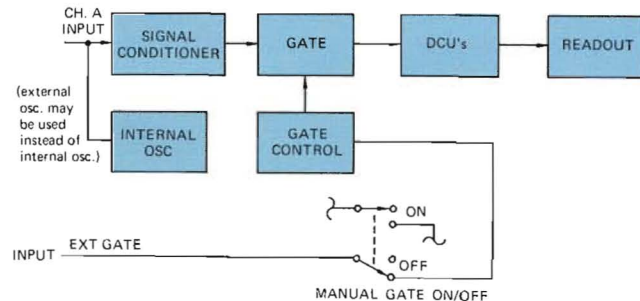 CH. A
INPUT
SIGNAL
CONDITIONER
GATE
DCU's
READOUT
(external
osc. may
be used
instead of
internal osc.)
INTERNAL
OSC
GATE
CONTROL
ON
INPUT
EXT GATE
OFF
MANUAL GATE ON/OFF